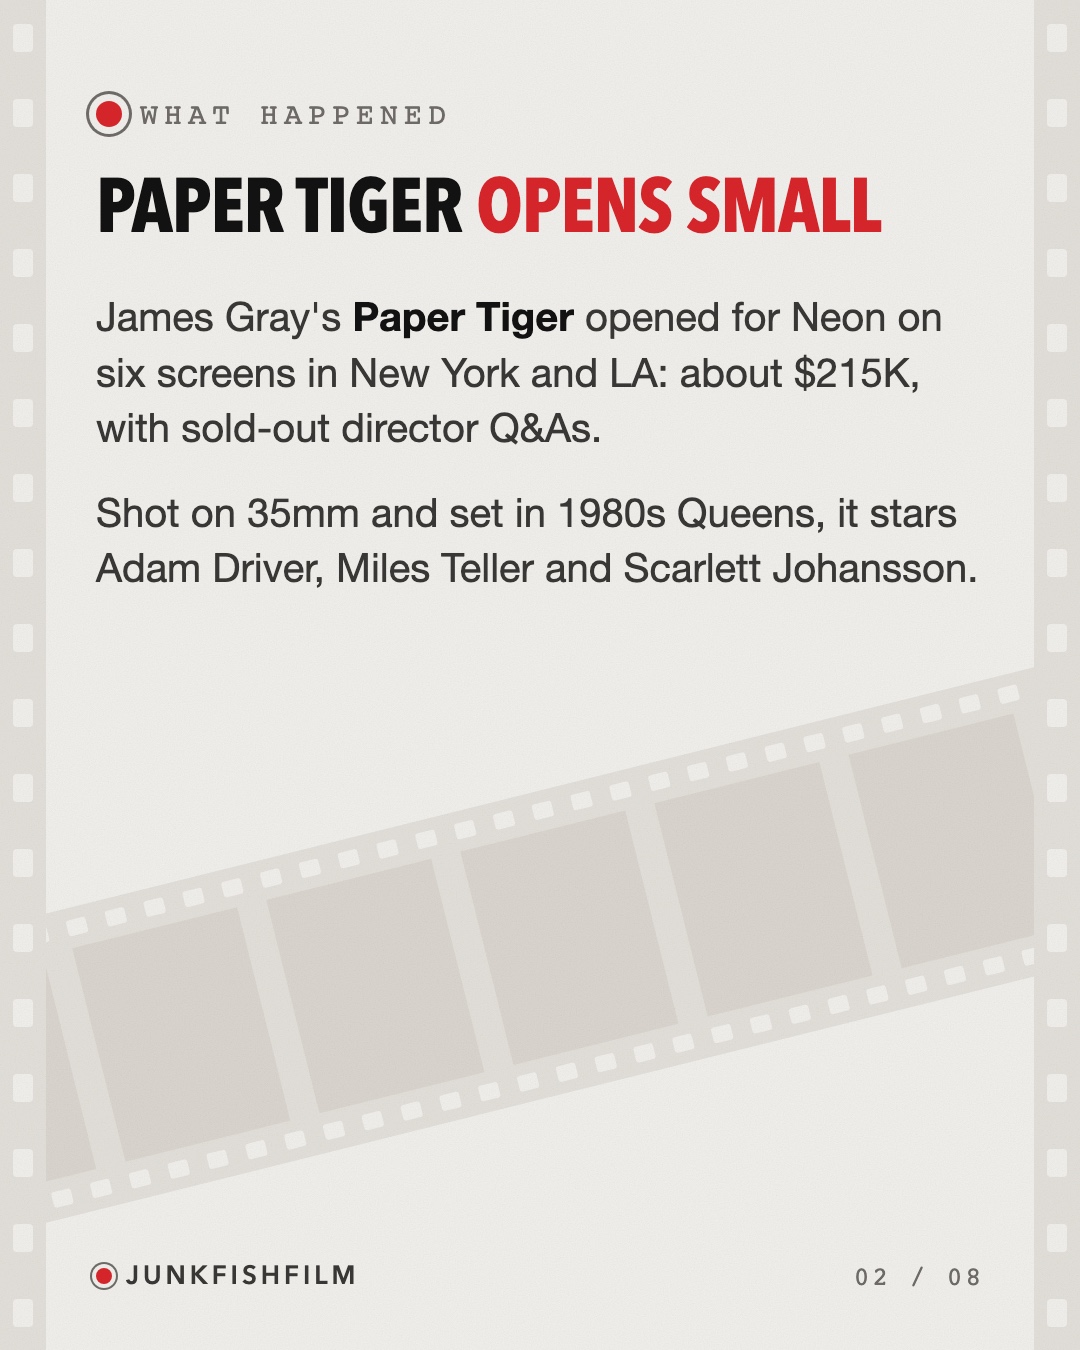 WHAT HAPPENED
PAPER TIGER OPENS SMALL
James Gray's Paper Tiger opened for Neon on
six screens in New York and LA: about $215K,
with sold-out director Q&As.
Shot on 35mm and set in 1980s Queens, it stars
Adam Driver, Miles Teller and Scarlett Johansson.
JUNKFISHFILM
02 / 08